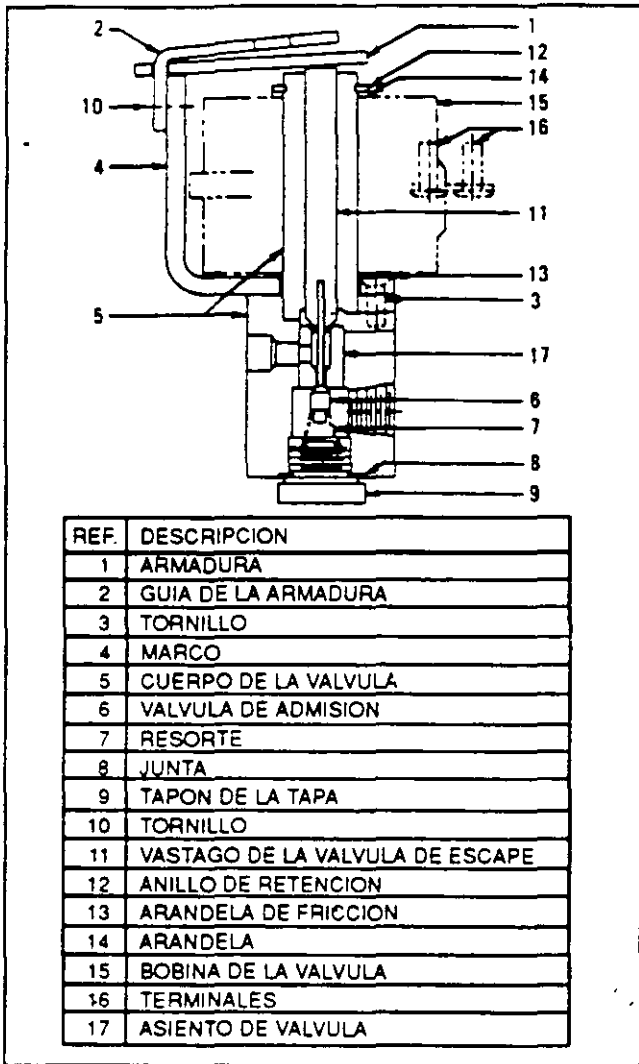 2
1
12
14
10
15
16
4
11
13
5
3
17
6
7
8
9
REF. DESCRIPCION
1 ARMADURA
2 GUIA DE LA ARMADURA
3 TORNILLO
4 MARCO
5 CUERPO DE LA VALVULA
6 VALVULA DE ADMISION
7 RESORTE
8 JUNTA
9 TAPON DE LA TAPA
10 TORNILLO
11 VASTAGO DE LA VALVULA DE ESCAPE
12 ANILLO DE RETENCION
13 ARANDELA DE FRICCION
14 ARANDELA
15 BOBINA DE LA VALVULA
16 TERMINALES
17 ASIENTO DE VALVULA